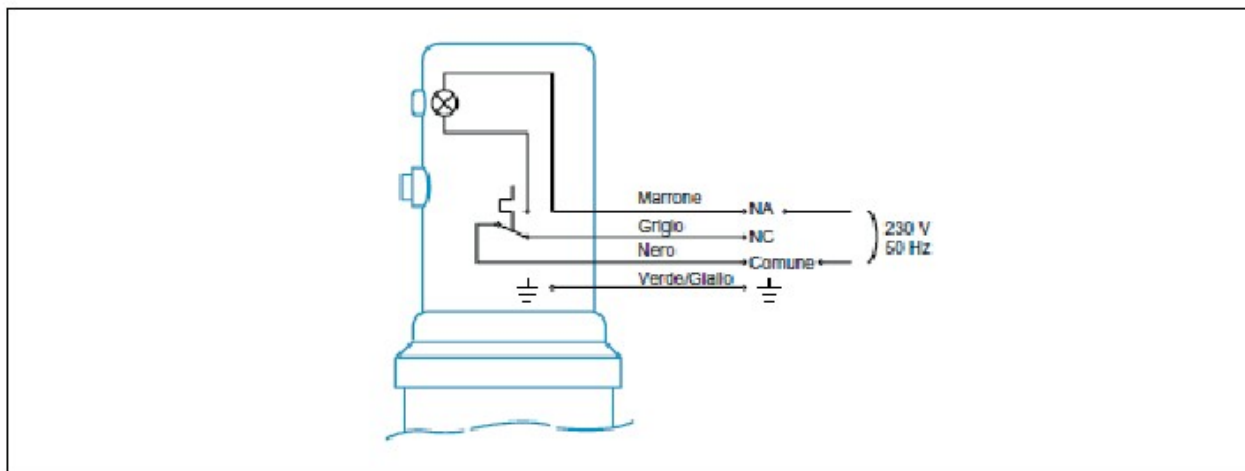 Marrone NA
Grigio NC
Nero Comune
Verde/Giallo
230 V
50 Hz